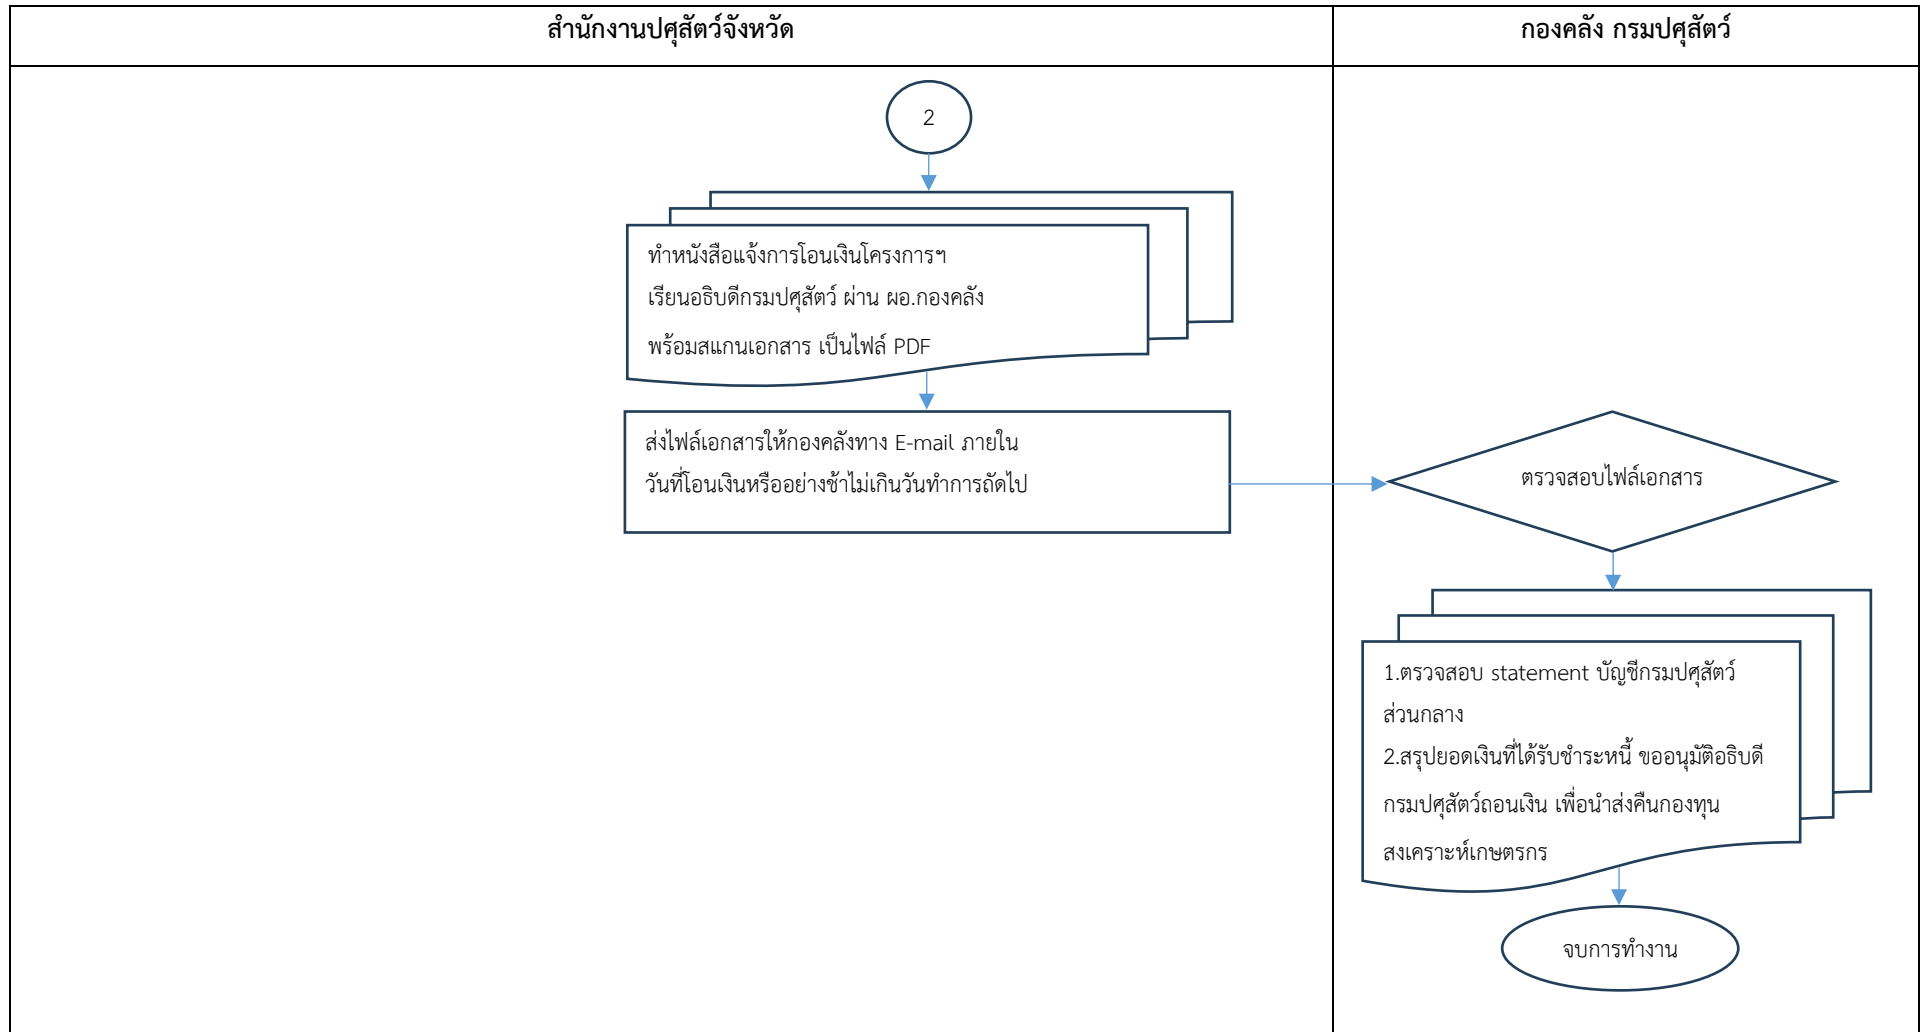 สำนักงานปศุสัตว์จังหวัด
กองคลัง กรมปศุสัตว์
2
ทำหนังสือแจ้งการโอนเงินโครงการฯ
เรียนอธิบดีกรมปศุสัตว์ ผ่าน ผอ.กองคลัง
พร้อมสแกนเอกสาร เป็นไฟล์ PDF
ส่งไฟล์เอกสารให้กองคลังทาง E-mail ภายใน
วันที่โอนเงินหรืออย่างช้าไม่เกินวันทำการถัดไป
ตรวจสอบไฟล์เอกสาร
1.ตรวจสอบ statement บัญชีกรมปศุสัตว์
ส่วนกลาง
2.สรุปยอดเงินที่ได้รับชำระหนี้ ขออนุมัติอธิบดี
กรมปศุสัตว์ถอนเงิน เพื่อนำส่งคืนกองทุน
สงเคราะห์เกษตรกร
จบการทำงาน